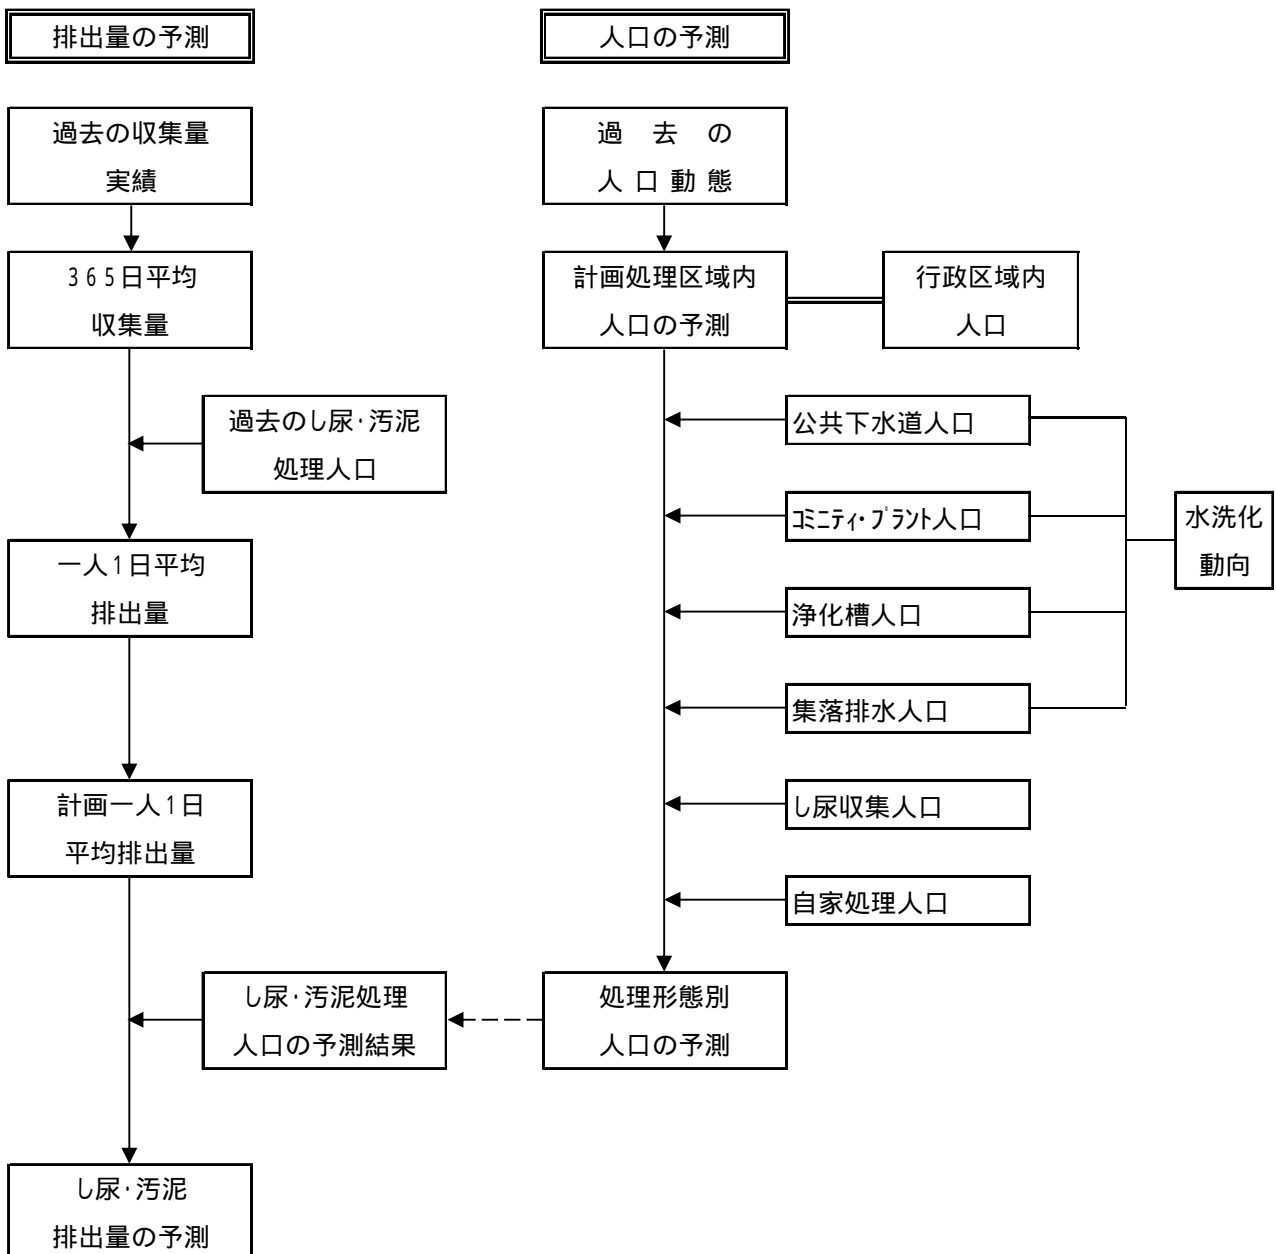 排出量の予測
人口の予測
過去の収集量
実績
過 去 の
人 口 動 態
365日平均
収集量
計画処理区域内
人口の予測
行政区域内
人口
過去のし尿・汚泥
処理人口
公共下水道人口
コミニティ・プラント人口
水洗化
動向
一人1日平均
排出量
浄化槽人口
集落排水人口
計画一人1日
平均排出量
し尿収集人口
自家処理人口
し尿・汚泥処理
人口の予測結果
処理形態別
人口の予測
し尿・汚泥
排出量の予測